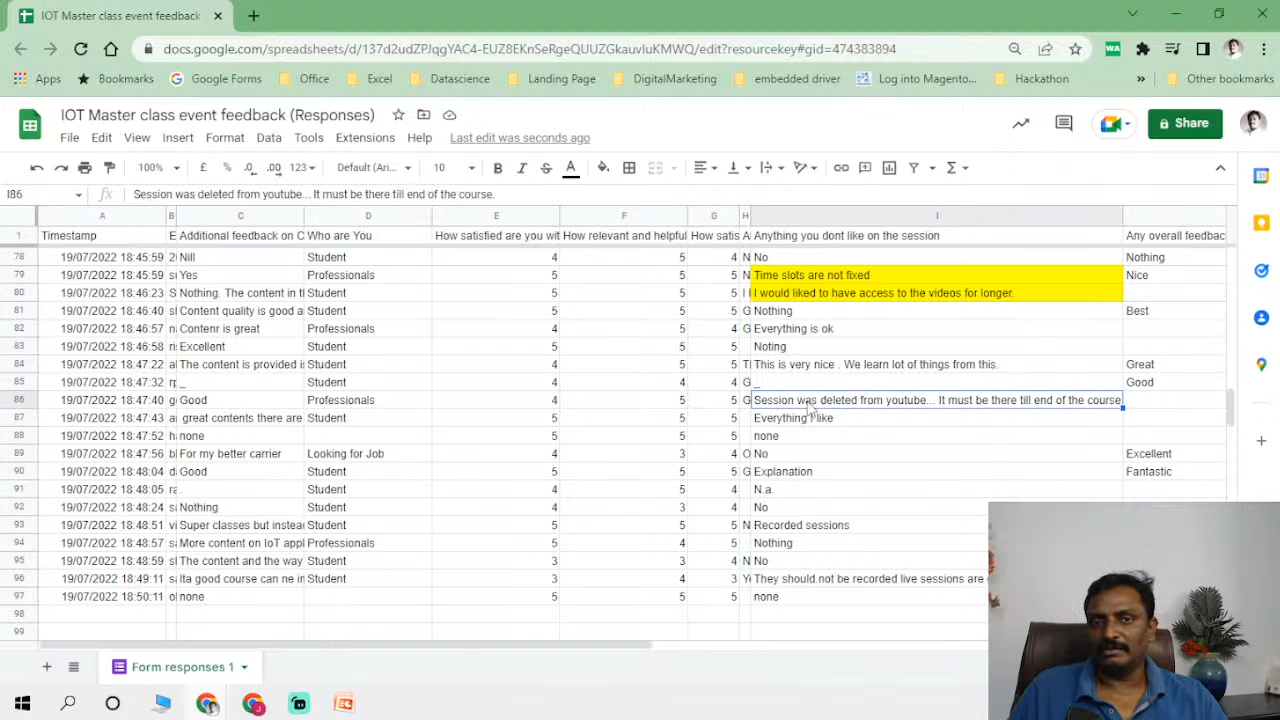 IOT Master class event feedback
docs.google.com/spreadsheets/d/137d2udZPJqgYAC4-EUZ8EKnSeRgeQUUZGkauvluKMWQ/edit?resourcekey#gid=474383894
Apps Bookmarks Google Forms Office Excel Datascience Landing Page DigitalMarketing embedded driver Log into Magento... Hackathon » Other bookmarks
IOT Master class event feedback (Responses)
File Edit View Insert Format Data Tools Extensions Help Last edit was seconds ago
Share
100% £ % .0 .00 123 Default (Ari... 10 B I S A
I86 fx Session was deleted from youtube... It must be there till end of the course.
A B C D E F G H I
1 Timestamp E Additional feedback on C Who are You How satisfied are you wit How relevant and helpful How satis A Anything you dont like on the session Any overall feedbac
78 19/07/2022 18:45:59 20 Nill Student 4 5 4 N No Nothing
79 19/07/2022 18:45:59 su Yes Professionals 5 5 5 N Time slots are not fixed Nice
80 19/07/2022 18:46:23 S Nothing. The content in th Student 5 5 5 I I would liked to have access to the videos for longer.
81 19/07/2022 18:46:40 sl Content quality is good a Student 5 5 5 G Nothing Best
82 19/07/2022 18:46:57 na Contenr is great Professionals 5 5 4 G Everything is ok
83 19/07/2022 18:46:58 ri Excellent Student 5 5 5 Noting
84 19/07/2022 18:47:22 al The content is provided is Student 4 5 5 TI This is very nice . We learn lot of things from this. Great
85 19/07/2022 18:47:32 rp _ Student 4 4 4 G _ Good
86 19/07/2022 18:47:40 g Good Professionals 4 5 5 G Session was deleted from youtube... It must be there till end of the course
87 19/07/2022 18:47:43 a great contents there are Student 5 5 5 Everything I like
88 19/07/2022 18:47:52 h none 5 5 5 none
89 19/07/2022 18:47:56 bl For my better carrier Looking for Job 4 3 4 O No Excellent
90 19/07/2022 18:48:04 d Good Student 5 5 5 G Explanation Fantastic
91 19/07/2022 18:48:05 ra . Student 4 5 4 N.a.
92 19/07/2022 18:48:24 sl Nothing Student 4 3 4 No
93 19/07/2022 18:48:51 vi Super classes but instea Student 5 5 5 N Recorded sessions
94 19/07/2022 18:48:57 sa More content on IoT appl Professionals 5 4 4 Nothing
95 19/07/2022 18:48:59 sl The content and the way Student 3 3 4 N No
96 19/07/2022 18:49:11 sa Ita good course can ne in Student 3 4 3 Y They should not be recorded live sessions are
97 19/07/2022 18:50:11 ol none 5 5 5 none
98
99
Form responses 1